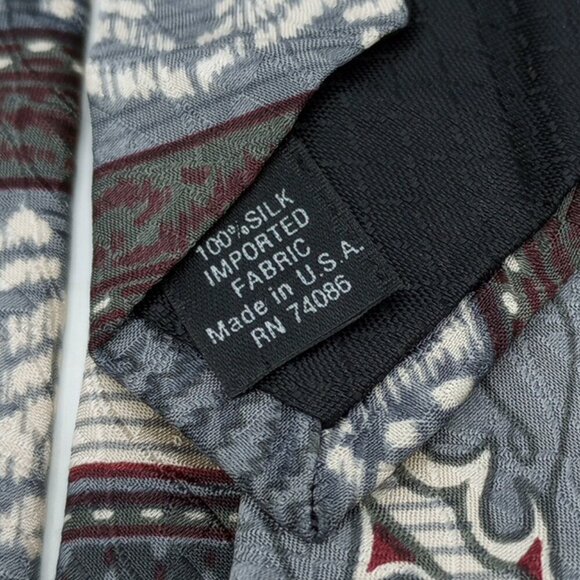 100% SILK
IMPORTED
FABRIC
Made in U.S.A.
RN 74086